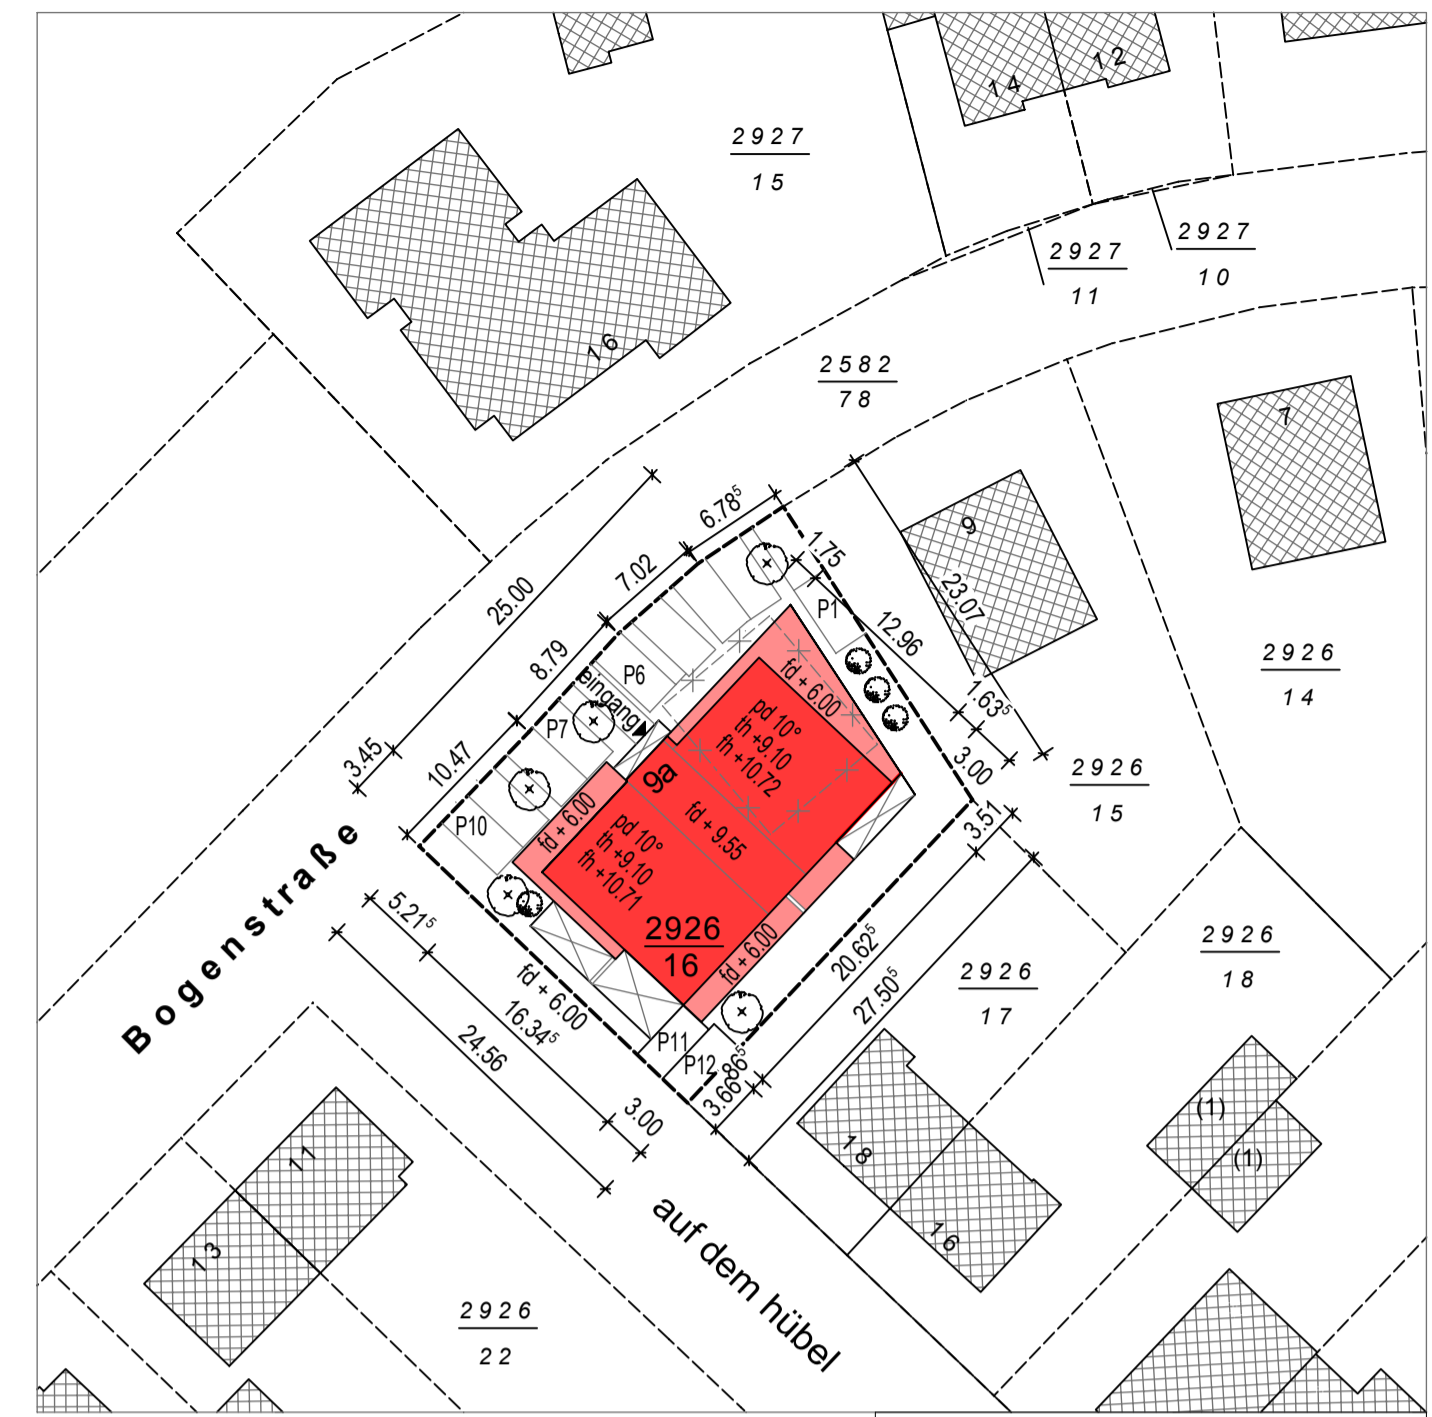 14
12
2927
15
2927
10
2927
11
16
2582
78
7
9
6.78⁵
7.02
1.75
25.00
23.07
P1
12.96
8.79
P6
eingang
fd + 6.00
2926
14
1.63⁵
P7
pd 10°
th +9.10
fh +10.72
3.45
10.47
9a
3.00
2926
15
P10
fd + 6.00
pd 10°
th +9.10
fh +10.71
fd + 9.55
3.51
Bogenstraße
5.21⁵
2926
16
fd + 6.00
20.62⁵
27.50⁵
2926
17
2926
18
fd + 6.00
16.34⁵
24.56
P11
P12
86⁵
3.66
3.00
11
13
18
16
(1)
(1)
auf dem hübel
2926
22